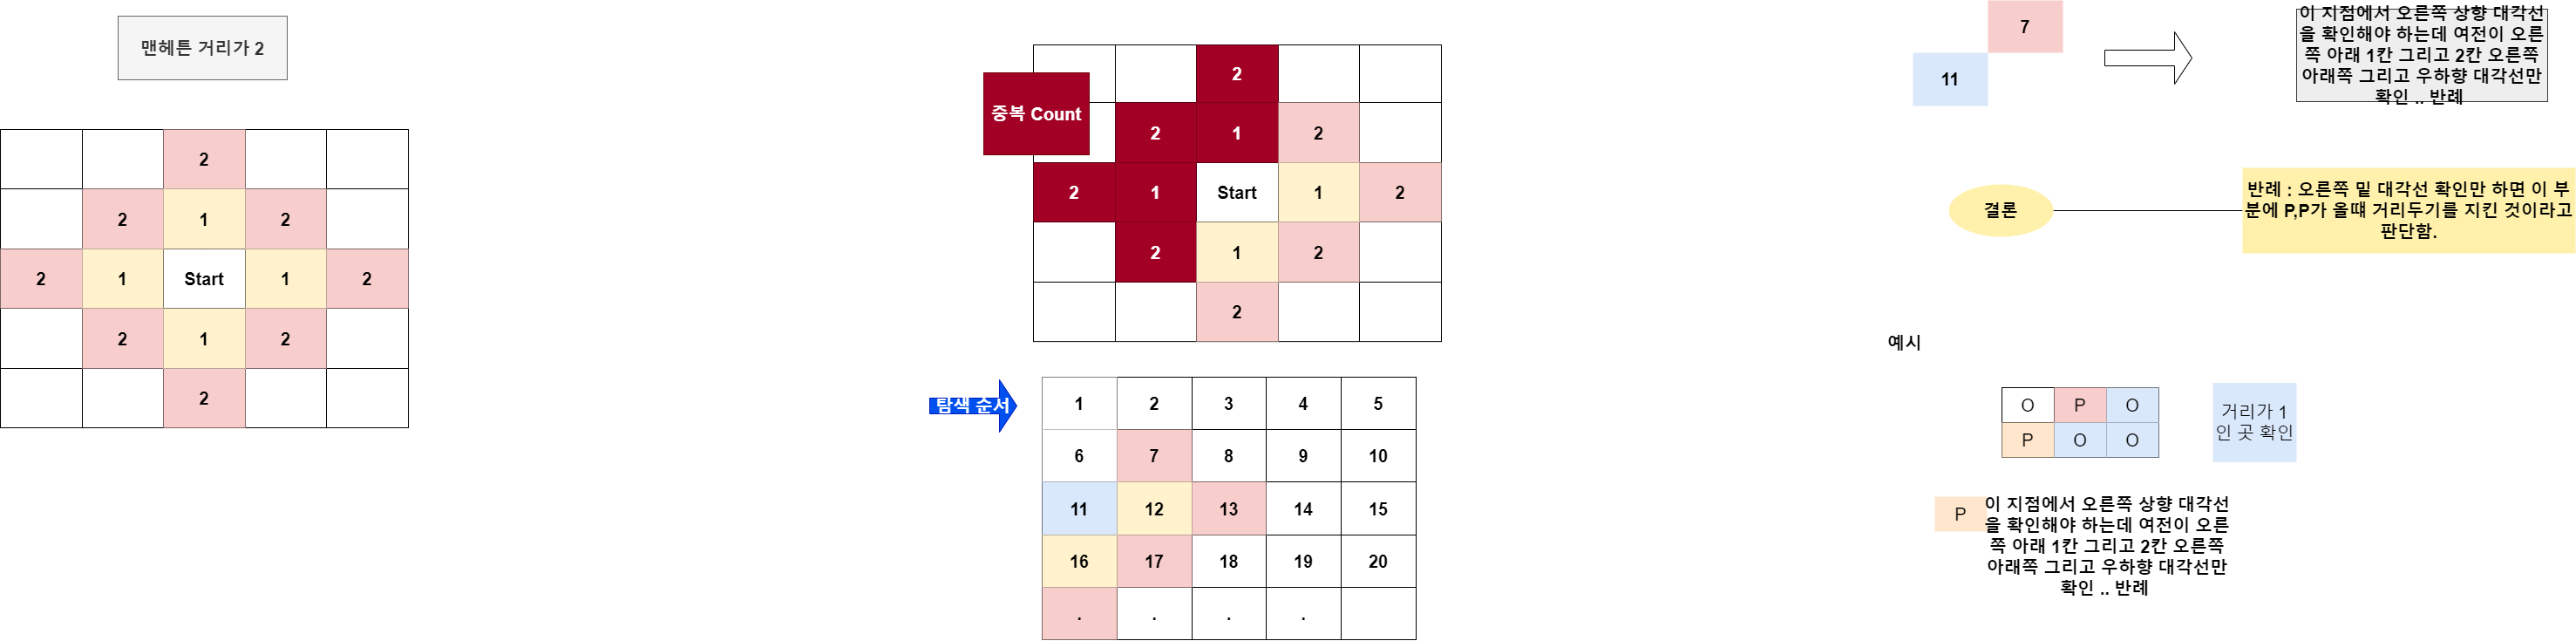 맨헤튼 거리가 2
2
2 1 2
2 1 Start 1 2
2 1 2
2
중복 Count
2
2 1 2
2 1 Start 1 2
2 1 2
2
탐색 순서
1 2 3 4 5
6 7 8 9 10
11 12 13 14 15
16 17 18 19 20
. . . .
7
11
이 지점에서 오른쪽 상향 대각선
을 확인해야 하는데 여전이 오른
쪽 아래 1칸 그리고 2칸 오른쪽
아래쪽 그리고 우하향 대각선만
확인 .. 반례
결론
반례 : 오른쪽 밑 대각선 확인만 하면 이 부
분에 P,P가 올떄 거리두기를 지킨 것이라고
판단함.
예시
O P O
P O O
거리가 1
인 곳 확인
P
이 지점에서 오른쪽 상향 대각선
을 확인해야 하는데 여전이 오른
쪽 아래 1칸 그리고 2칸 오른쪽
아래쪽 그리고 우하향 대각선만
확인 .. 반례